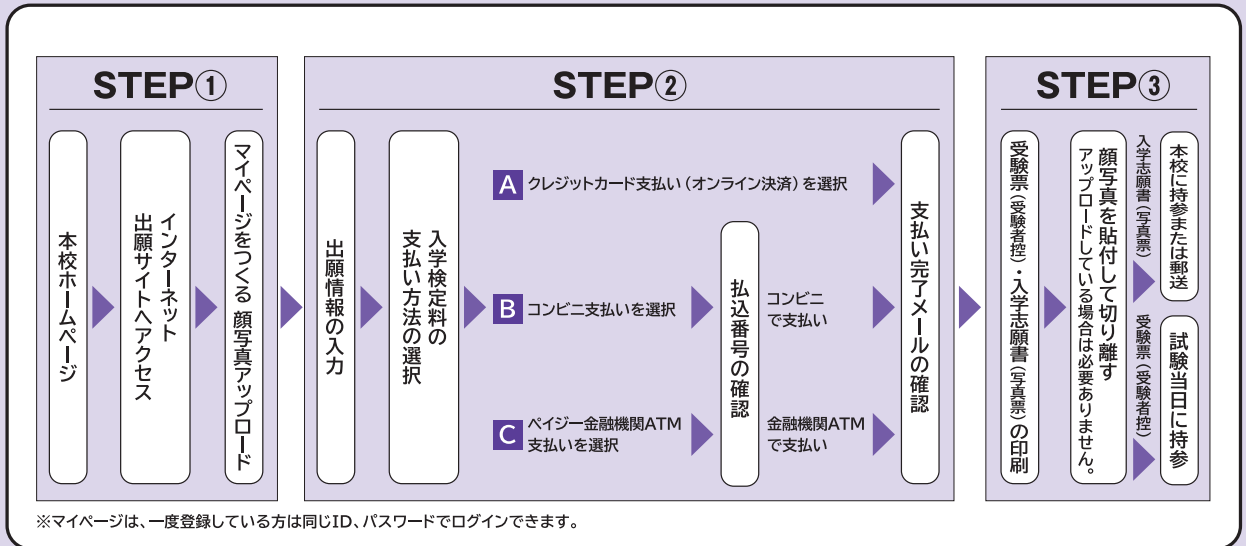 STEP①
本校ホームページ
インターネット
出願サイトへアクセス
マイページをつくる 顔写真アップロード
STEP②
出願情報の入力
入学検定料の
支払い方法の選択
A クレジットカード支払い（オンライン決済）を選択
B コンビニ支払いを選択
C ペイジー金融機関ATM
支払いを選択
払込番号の確認
コンビニ
で支払い
金融機関ATM
で支払い
支払い完了メールの確認
STEP③
受験票（受験者控）・入学志願書（写真票）の印刷
顔写真を貼付して切り離す
アップロードしている場合は必要ありません。
入学志願書（写真票）
本校に持参または郵送
受験票（受験者控）
試験当日に持参
※マイページは、一度登録している方は同じID、パスワードでログインできます。